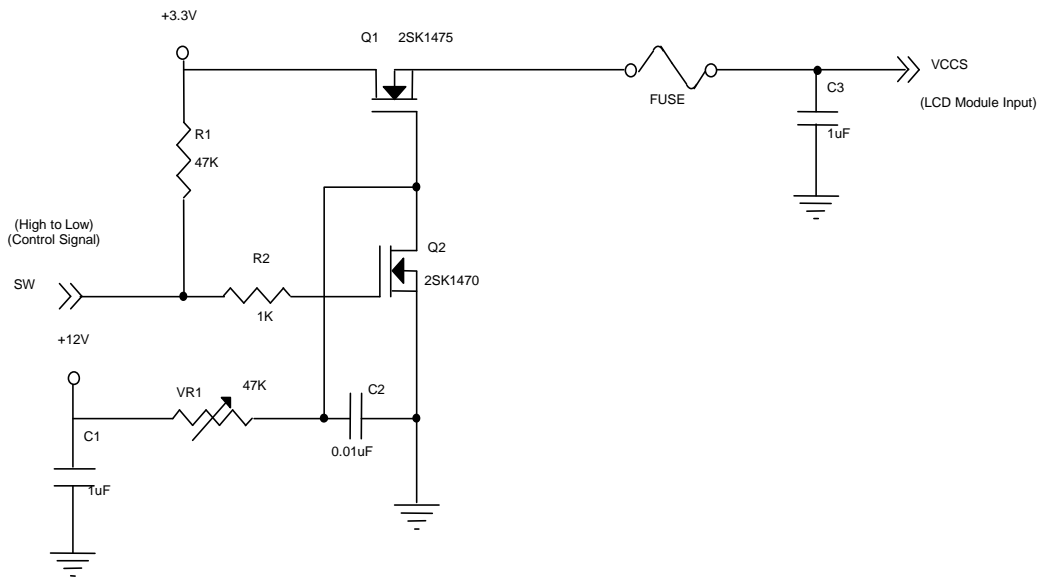 +3.3V
Q1 2SK1475
FUSE
VCCS
C3
(LCD Module Input)
1uF
R1
47K
(High to Low)
(Control Signal)
Q2
R2
2SK1470
SW
1K
+12V
VR1
47K
C2
C1
0.01uF
1uF